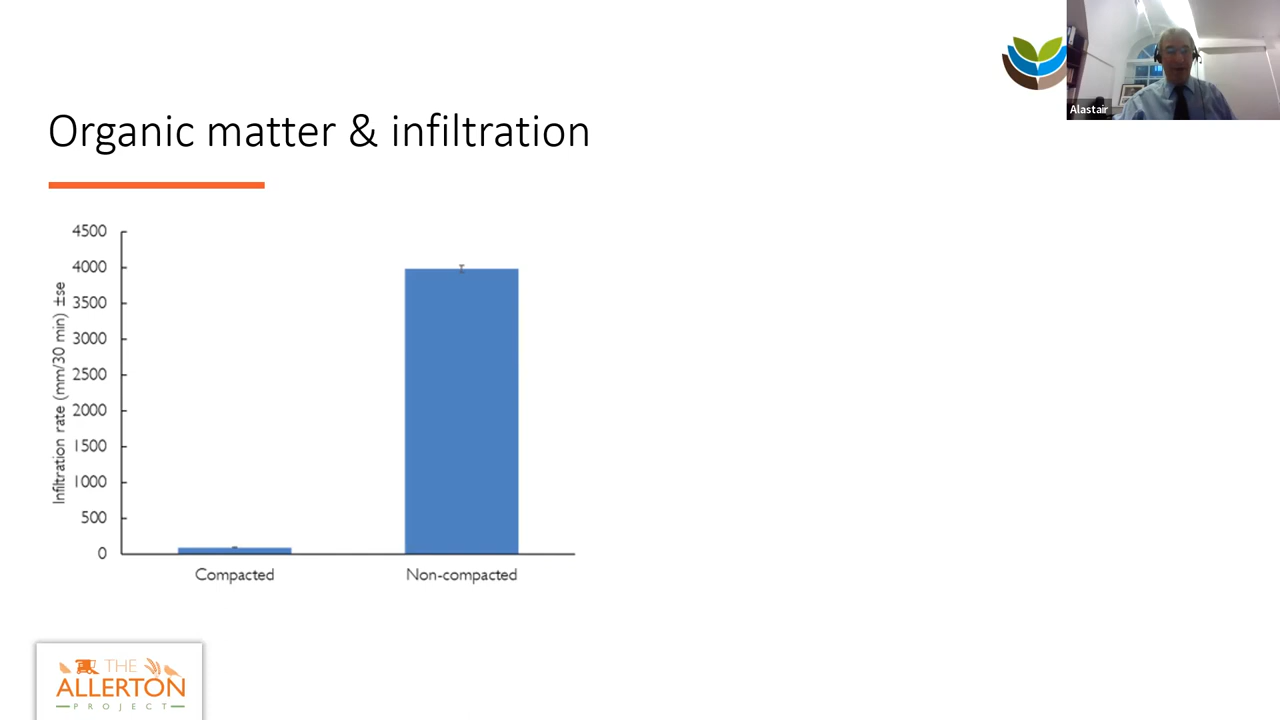 Alastair
Organic matter & infiltration
Infiltration rate (mm/30 min) ±se
4500
4000
3500
3000
2500
2000
1500
1000
500
0
Compacted
Non-compacted
THE
ALLERTON
PROJECT